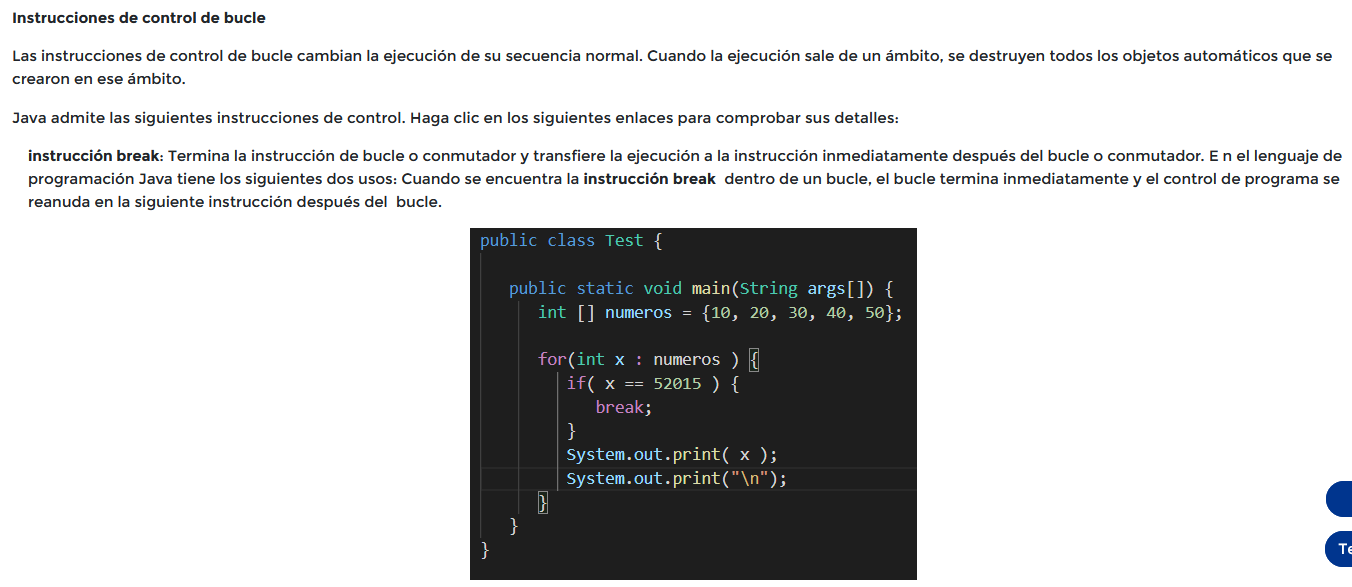 Instrucciones de control de bucle
Las instrucciones de control de bucle cambian la ejecución de su secuencia normal. Cuando la ejecución sale de un ámbito, se destruyen todos los objetos automáticos que se
crearon en ese ámbito.
Java admite las siguientes instrucciones de control. Haga clic en los siguientes enlaces para comprobar sus detalles:
instrucción break: Termina la instrucción de bucle o conmutador y transfiere la ejecución a la instrucción inmediatamente después del bucle o conmutador. E n el lenguaje de
programación Java tiene los siguientes dos usos: Cuando se encuentra la instrucción break dentro de un bucle, el bucle termina inmediatamente y el control de programa se
reanuda en la siguiente instrucción después del bucle.
public class Test {
public static void main(String args[]) {
int [] numeros = {10, 20, 30, 40, 50};
for(int x : numeros ) {
if( x == 52015 ) {
break;
}
System.out.print( x );
System.out.print("\n");
}
}
}